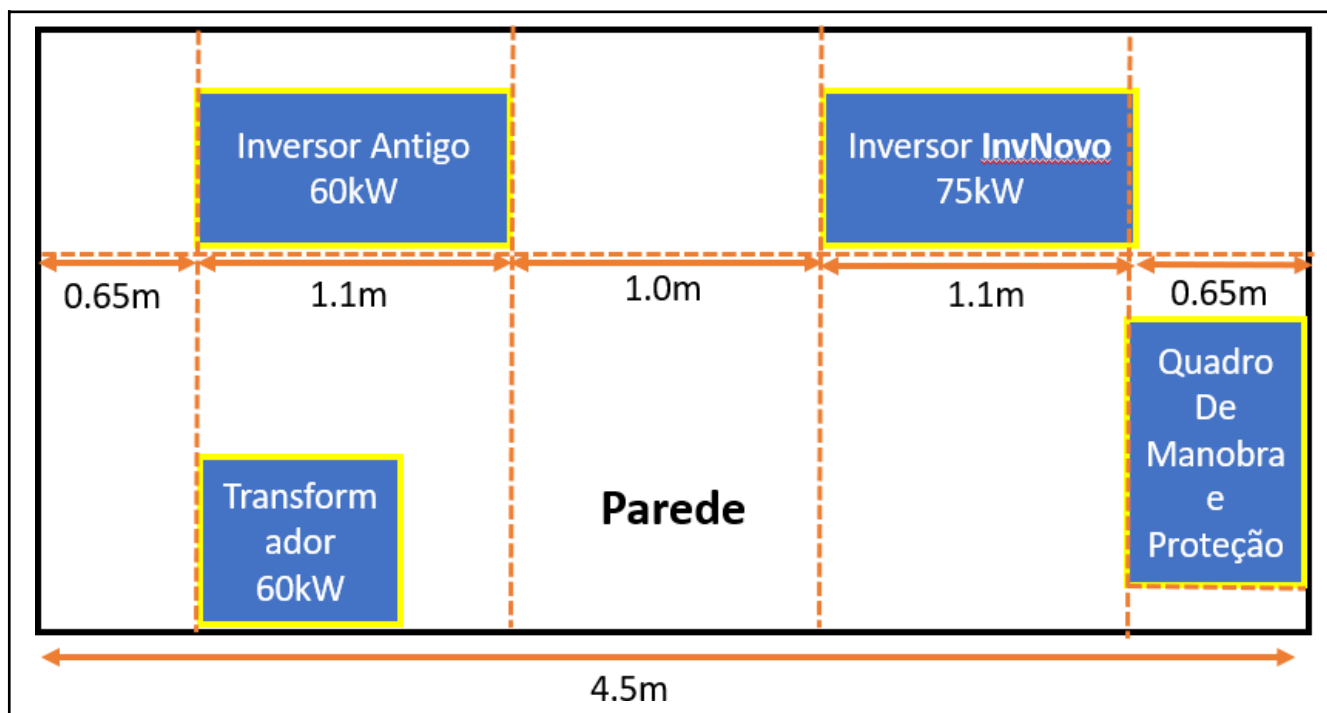 Inversor Antigo
60kW
Inversor InvNovo
75kW
0.65m
1.1m
1.0m
1.1m
0.65m
Quadro
De
Manobra
e
Proteção
Transform
ador
60kW
Parede
4.5m